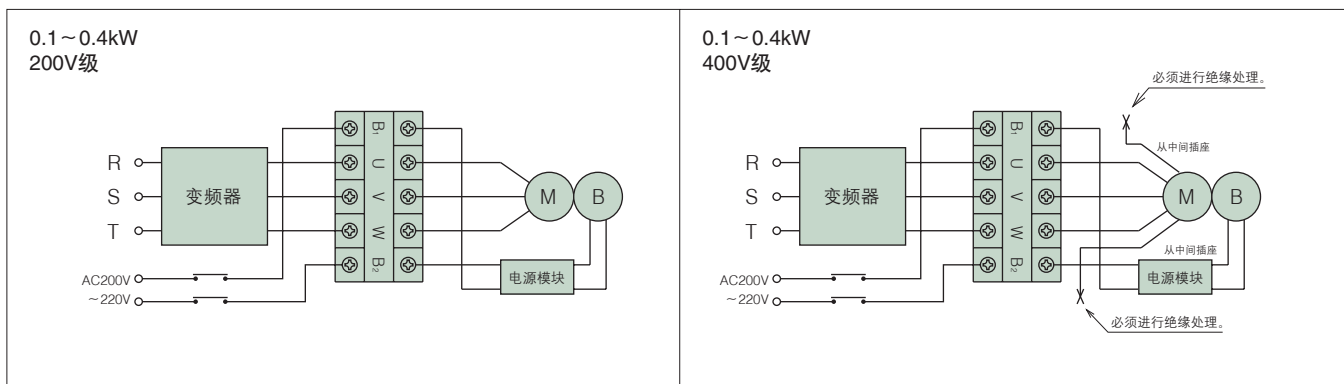 0.1～0.4kW
200V级
R
S
T
变频器
AC200V
～220V
B₁
U
V
W
B₂
M
B
电源模块
0.1～0.4kW
400V级
必须进行绝缘处理。
从中间插座
R
S
T
变频器
AC200V
～220V
B₁
U
V
W
B₂
M
B
从中间插座
电源模块
必须进行绝缘处理。